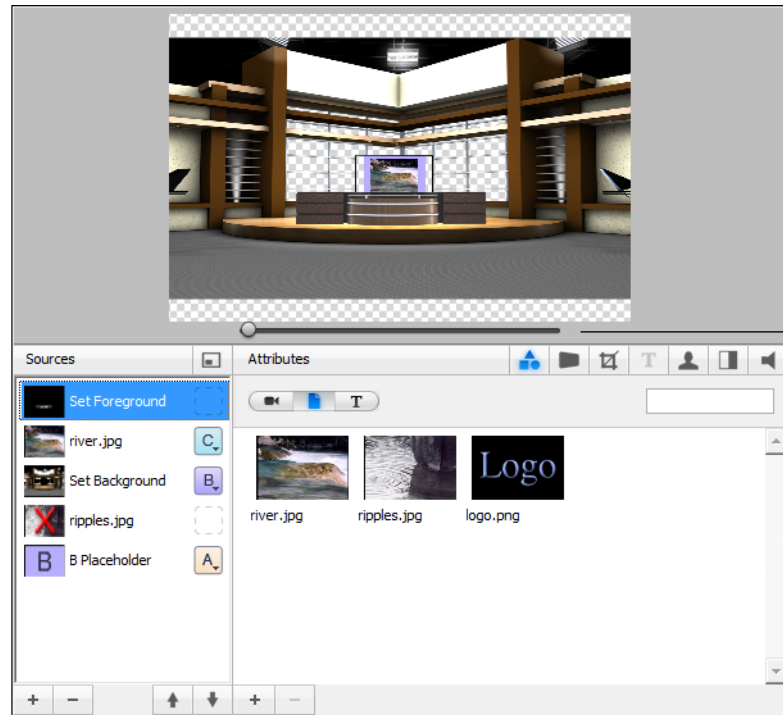 Sources
Attributes
T
Set Foreground
T
river.jpg
C
Set Background
B
ripples.jpg
B
B Placeholder
A
Logo
river.jpg
ripples.jpg
logo.png